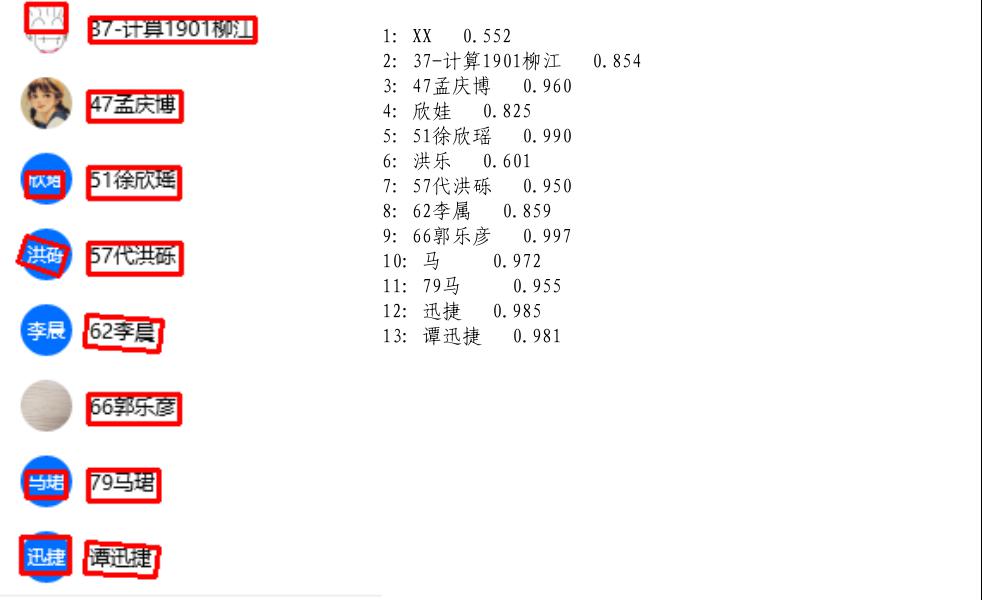 37-计算1901柳江
47孟庆博
欣瑶
51徐欣瑶
洪砾
57代洪砾
李晨
62李晨
66郭乐彦
马珺
79马珺
迅捷
谭迅捷
1: XX 0.552
2: 37-计算1901柳江 0.854
3: 47孟庆博 0.960
4: 欣娃 0.825
5: 51徐欣瑶 0.990
6: 洪乐 0.601
7: 57代洪砾 0.950
8: 62李属 0.859
9: 66郭乐彦 0.997
10: 马 0.972
11: 79马 0.955
12: 迅捷 0.985
13: 谭迅捷 0.981